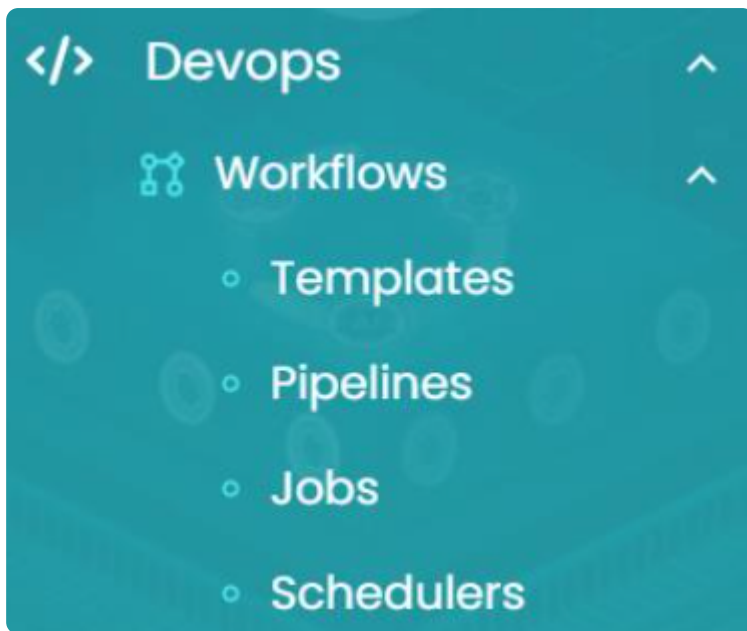 Devops
Workflows
Templates
Pipelines
Jobs
Schedulers